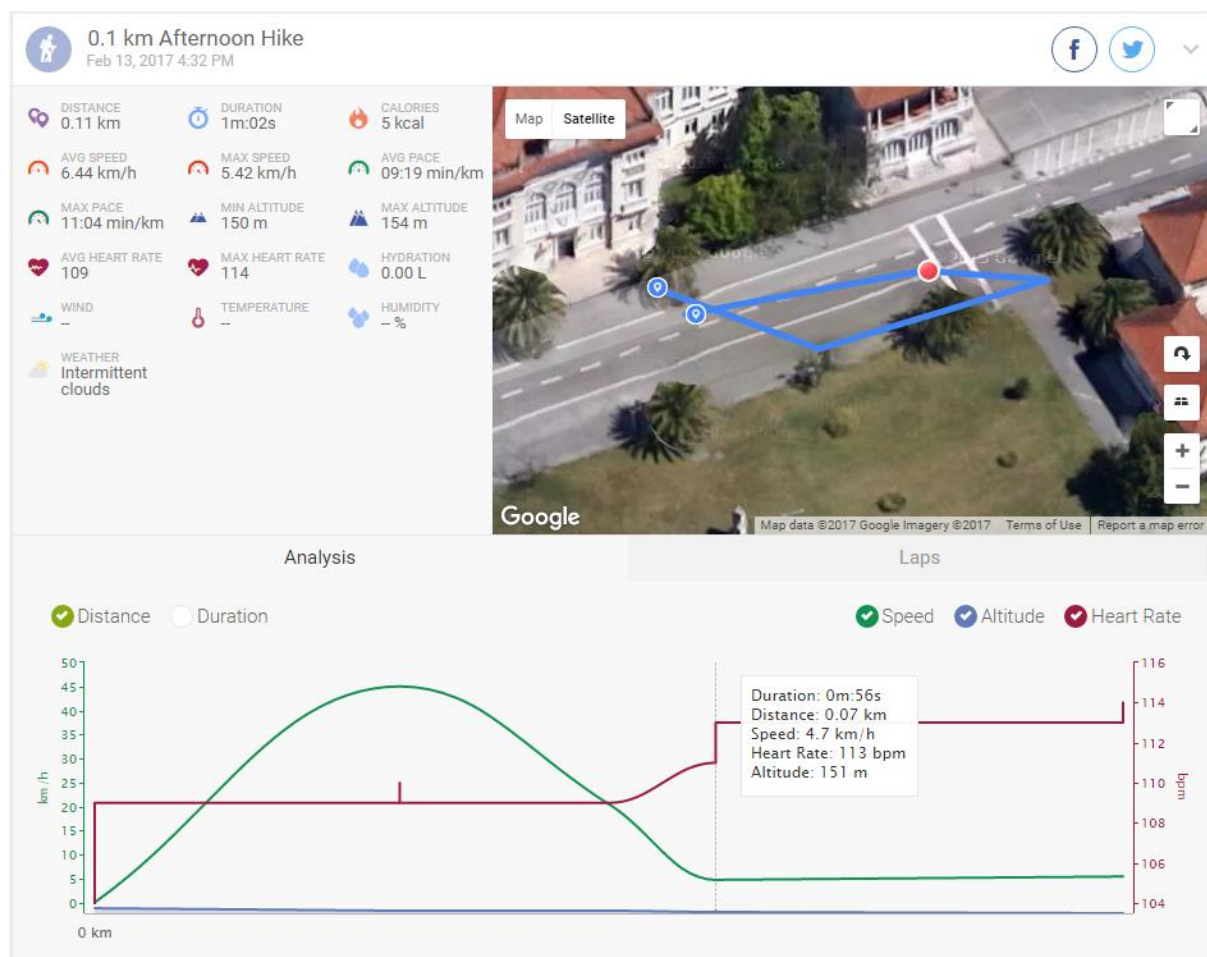 0.1 km Afternoon Hike
Feb 13, 2017 4:32 PM
f
DISTANCE
0.11 km
DURATION
1m:02s
CALORIES
5 kcal
AVG SPEED
6.44 km/h
MAX SPEED
5.42 km/h
AVG PACE
09:19 min/km
MAX PACE
11:04 min/km
MIN ALTITUDE
150 m
MAX ALTITUDE
154 m
AVG HEART RATE
109
MAX HEART RATE
114
HYDRATION
0.00 L
WIND
--
TEMPERATURE
--
HUMIDITY
-- %
WEATHER
Intermittent
clouds
Map Satellite
Google
+
−
Google
Map data ©2017 Google Imagery ©2017 Terms of Use Report a map error
Analysis Laps
Distance Duration Speed Altitude Heart Rate
50
45
40
35
30
25
20
15
10
5
0
km/h
0 km
Duration: 0m:56s
Distance: 0.07 km
Speed: 4.7 km/h
Heart Rate: 113 bpm
Altitude: 151 m
116
114
112
110
108
106
104
bpm